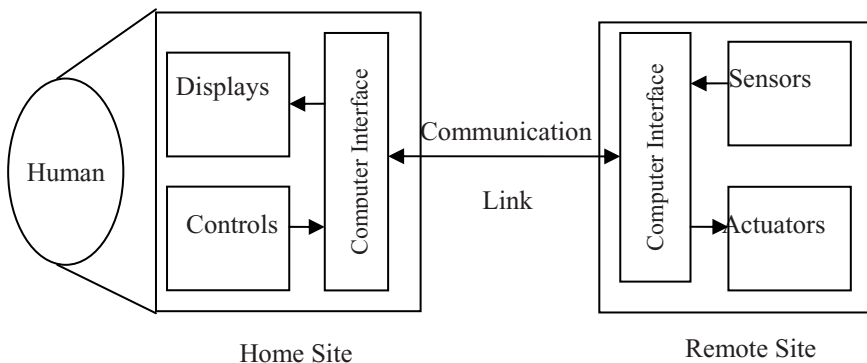 Human
Displays
Controls
Computer Interface
Communication
Link
Computer Interface
Sensors
Actuators
Home Site
Remote Site